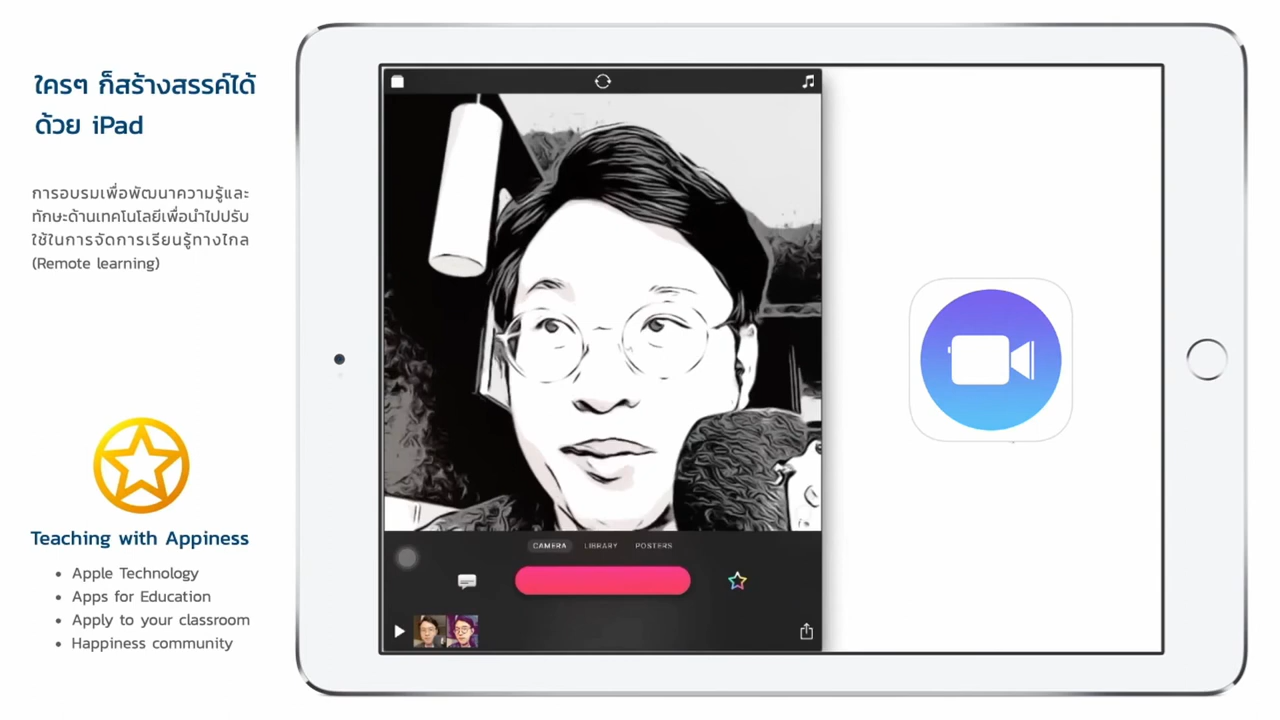 ใครๆ ก็สร้างสรรค์ได้
ด้วย iPad
การอบรมเพื่อพัฒนาความรู้และ
ทักษะด้านเทคโนโลยีเพื่อนำไปปรับ
ใช้ในการจัดการเรียนรู้ทางไกล
(Remote learning)
Teaching with Appiness
• Apple Technology
• Apps for Education
• Apply to your classroom
• Happiness community
CAMERA LIBRARY POSTERS